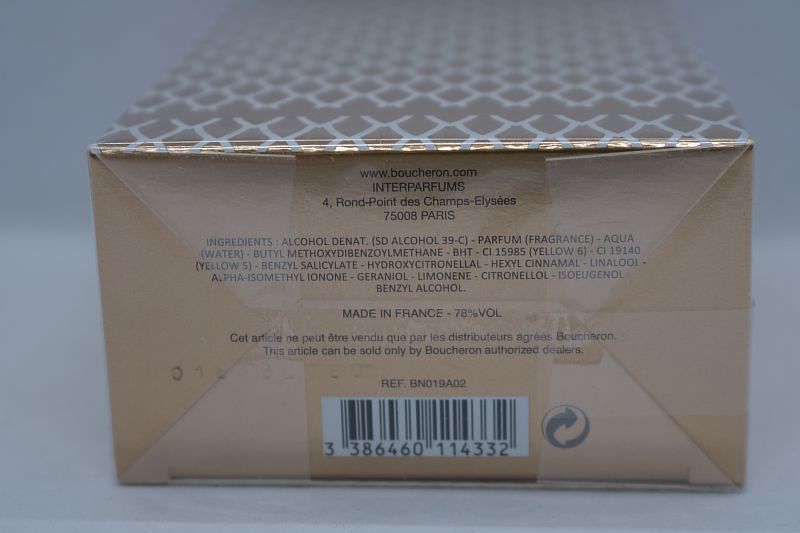 www.boucheron.com
INTERPARFUMS
4, Rond-Point des Champs-Elysées
75008 PARIS
INGREDIENTS : ALCOHOL DENAT. (SD ALCOHOL 39-C) - PARFUM (FRAGRANCE) - AQUA
(WATER) - BUTYL METHOXYDIBENZOYLMETHANE - BHT - CI 15985 (YELLOW 6) - CI 19140
(YELLOW 5) - BENZYL SALICYLATE - HYDROXYCITRONELLAL - HEXYL CINNAMAL - LINALOOL -
ALPHA-ISOMETHYL IONONE - GERANIOL - LIMONENE - CITRONELLOL - ISOEUGENOL -
BENZYL ALCOHOL.
MADE IN FRANCE - 78%VOL
Cet article ne peut être vendu que par les distributeurs agréés Boucheron.
This article can be sold only by Boucheron authorized dealers.
REF. BN019A02
3 386460 114332